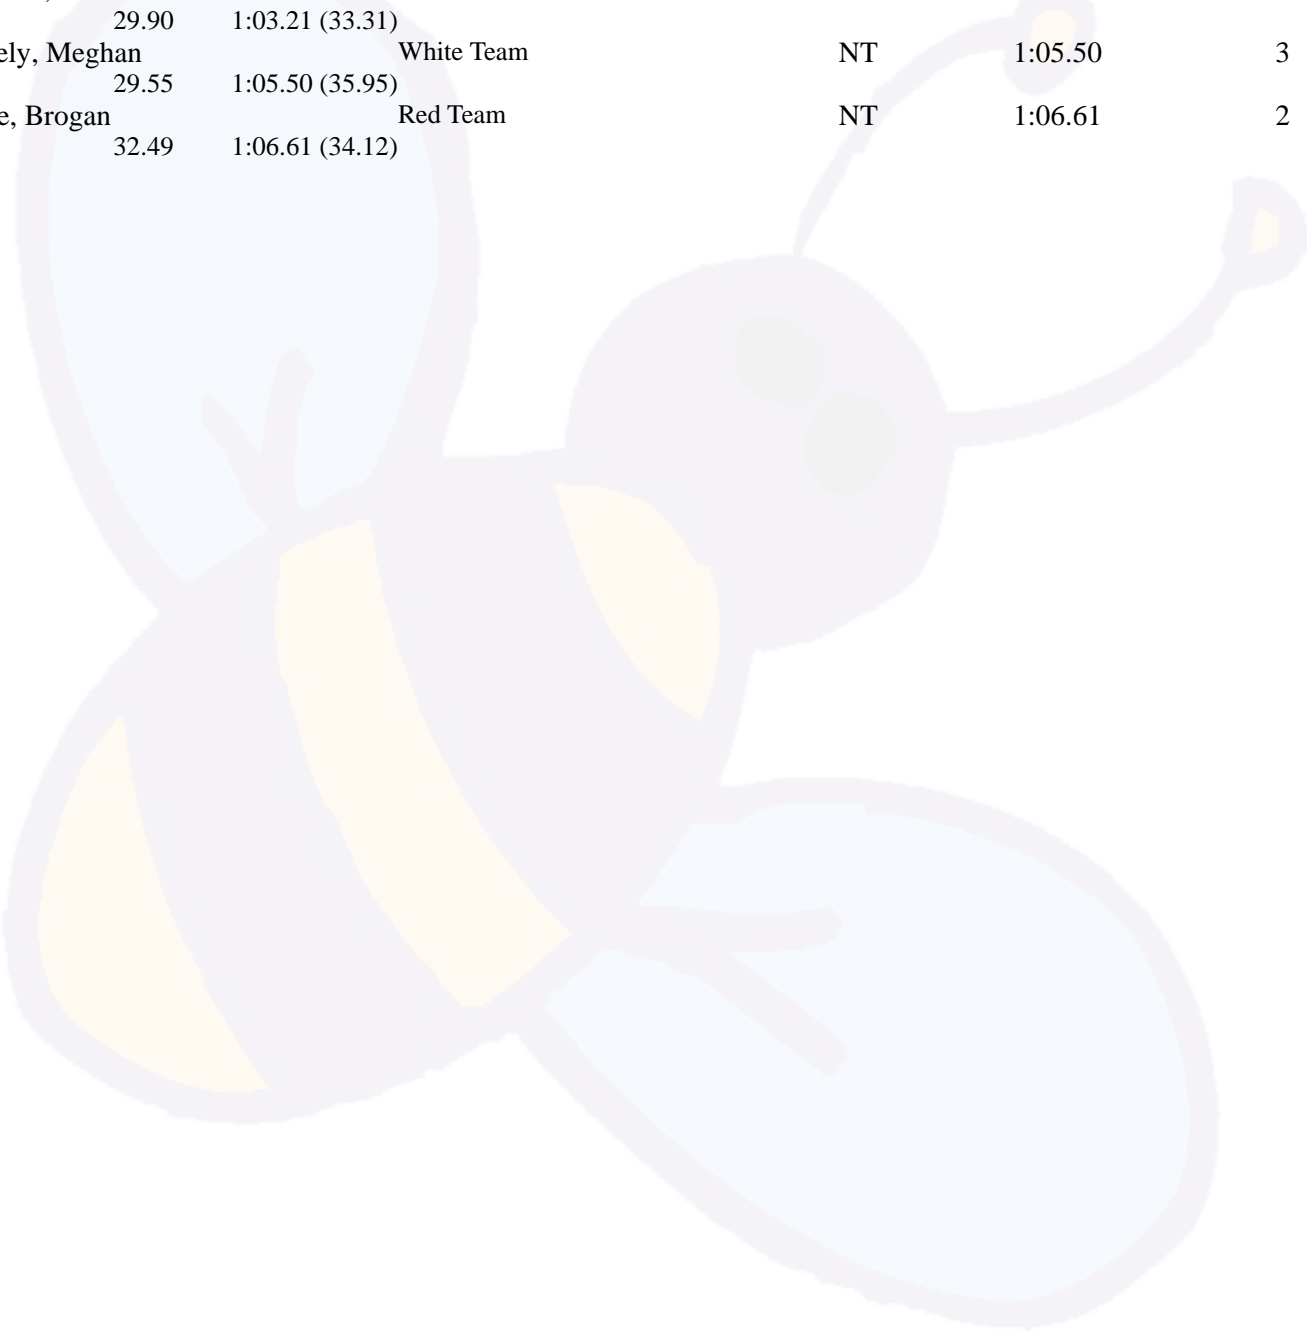 29.90 1:03.21 (33.31)
ely, Meghan White Team NT 1:05.50 3
29.55 1:05.50 (35.95)
e, Brogan Red Team NT 1:06.61 2
32.49 1:06.61 (34.12)